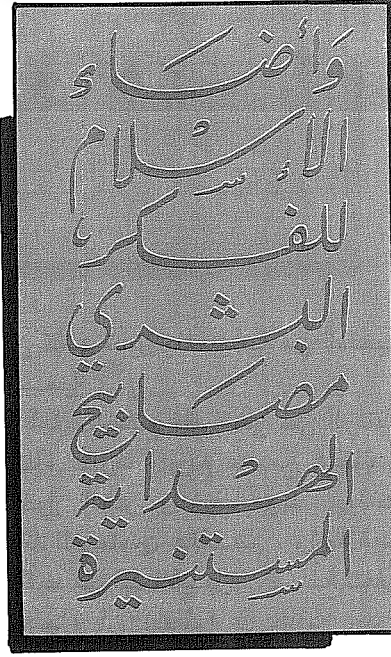 وَأضاء
الإسلام
للفكر
البشري
مصابيح
الهداية
المستنيرة